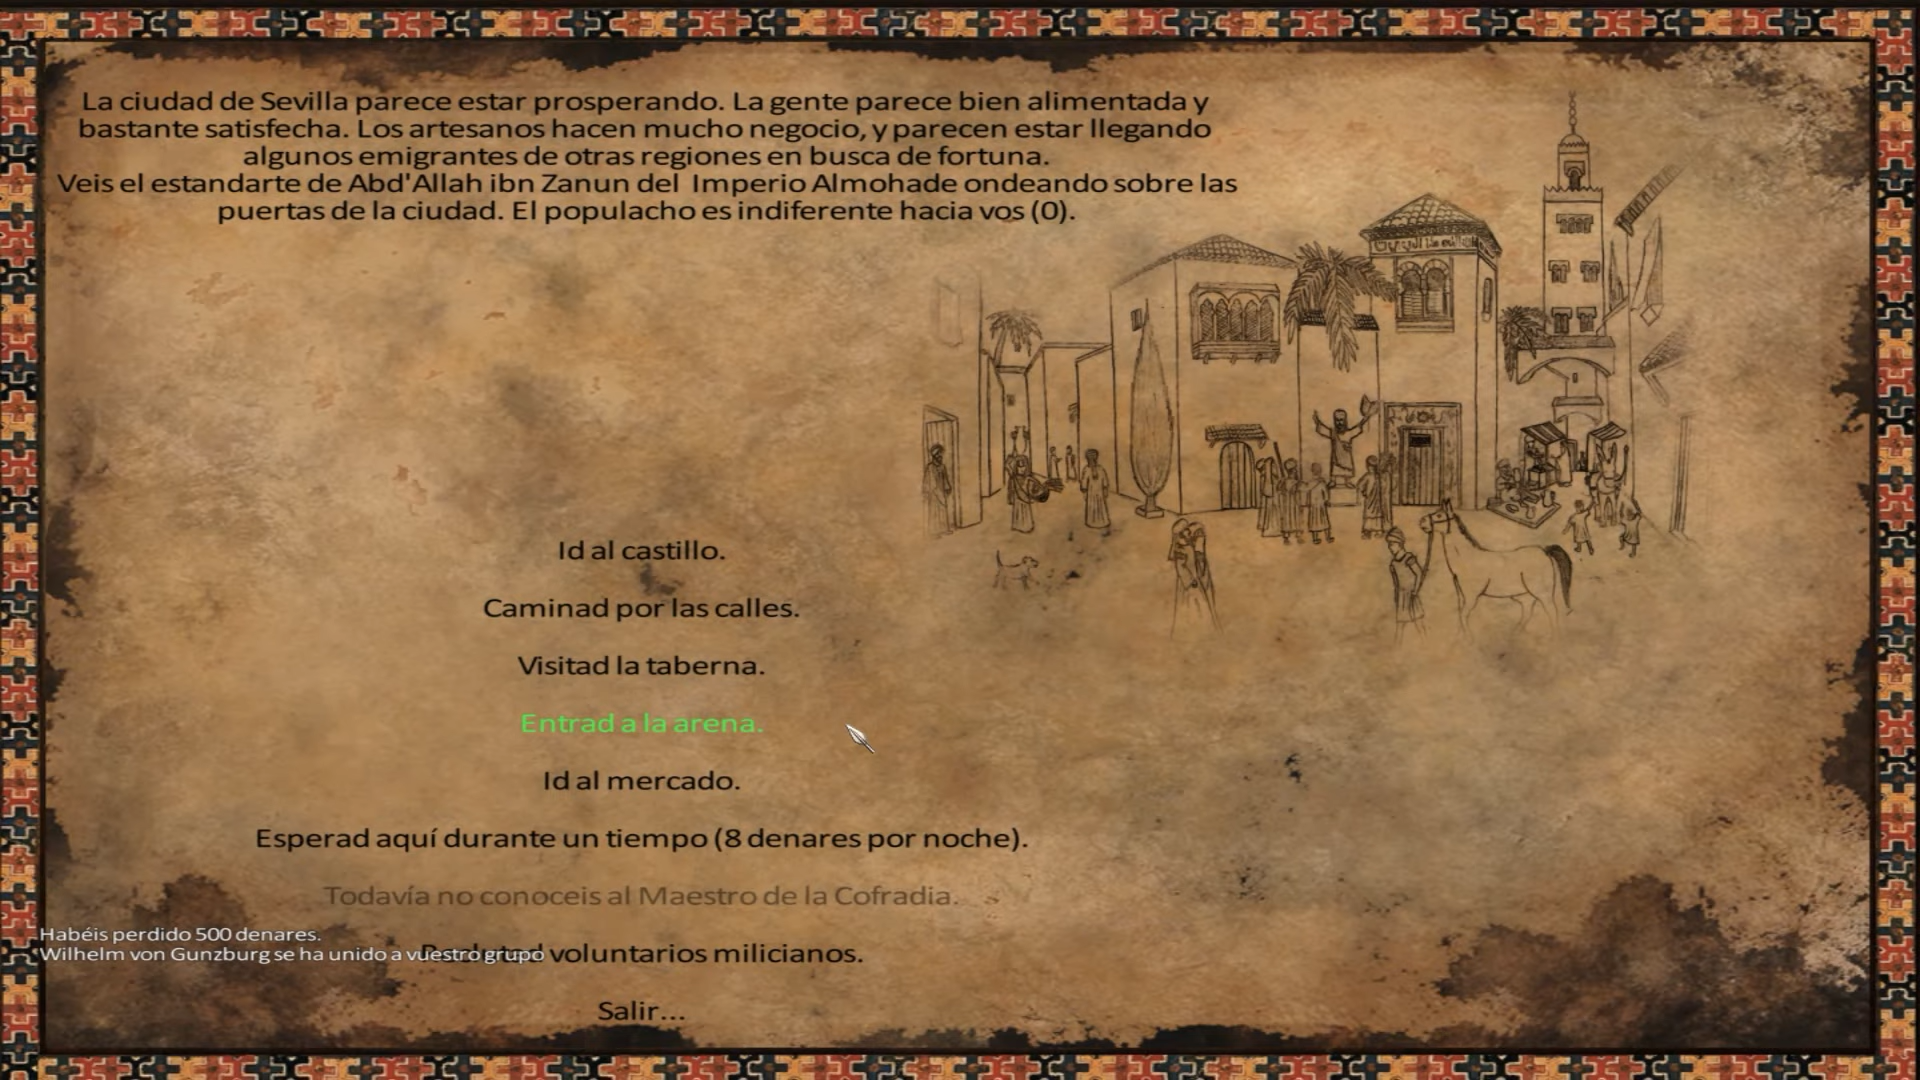 La ciudad de Sevilla parece estar prosperando. La gente parece bien alimentada y
bastante satisfecha. Los artesanos hacen mucho negocio, y parecen estar llegando
algunos emigrantes de otras regiones en busca de fortuna.
Veis el estandarte de Abd'Allah ibn Zanun del Imperio Almohade ondeando sobre las
puertas de la ciudad. El populacho es indiferente hacia vos (0).
Id al castillo.
Caminad por las calles.
Visitad la taberna.
Entrad a la arena.
Id al mercado.
Esperad aquí durante un tiempo (8 denares por noche).
Todavía no conoceis al Maestro de la Cofradia.
Habéis perdido 500 denares.
Wilhelm von Gunzburg se ha unido a vuestro grupo
voluntarios milicianos.
Salir...